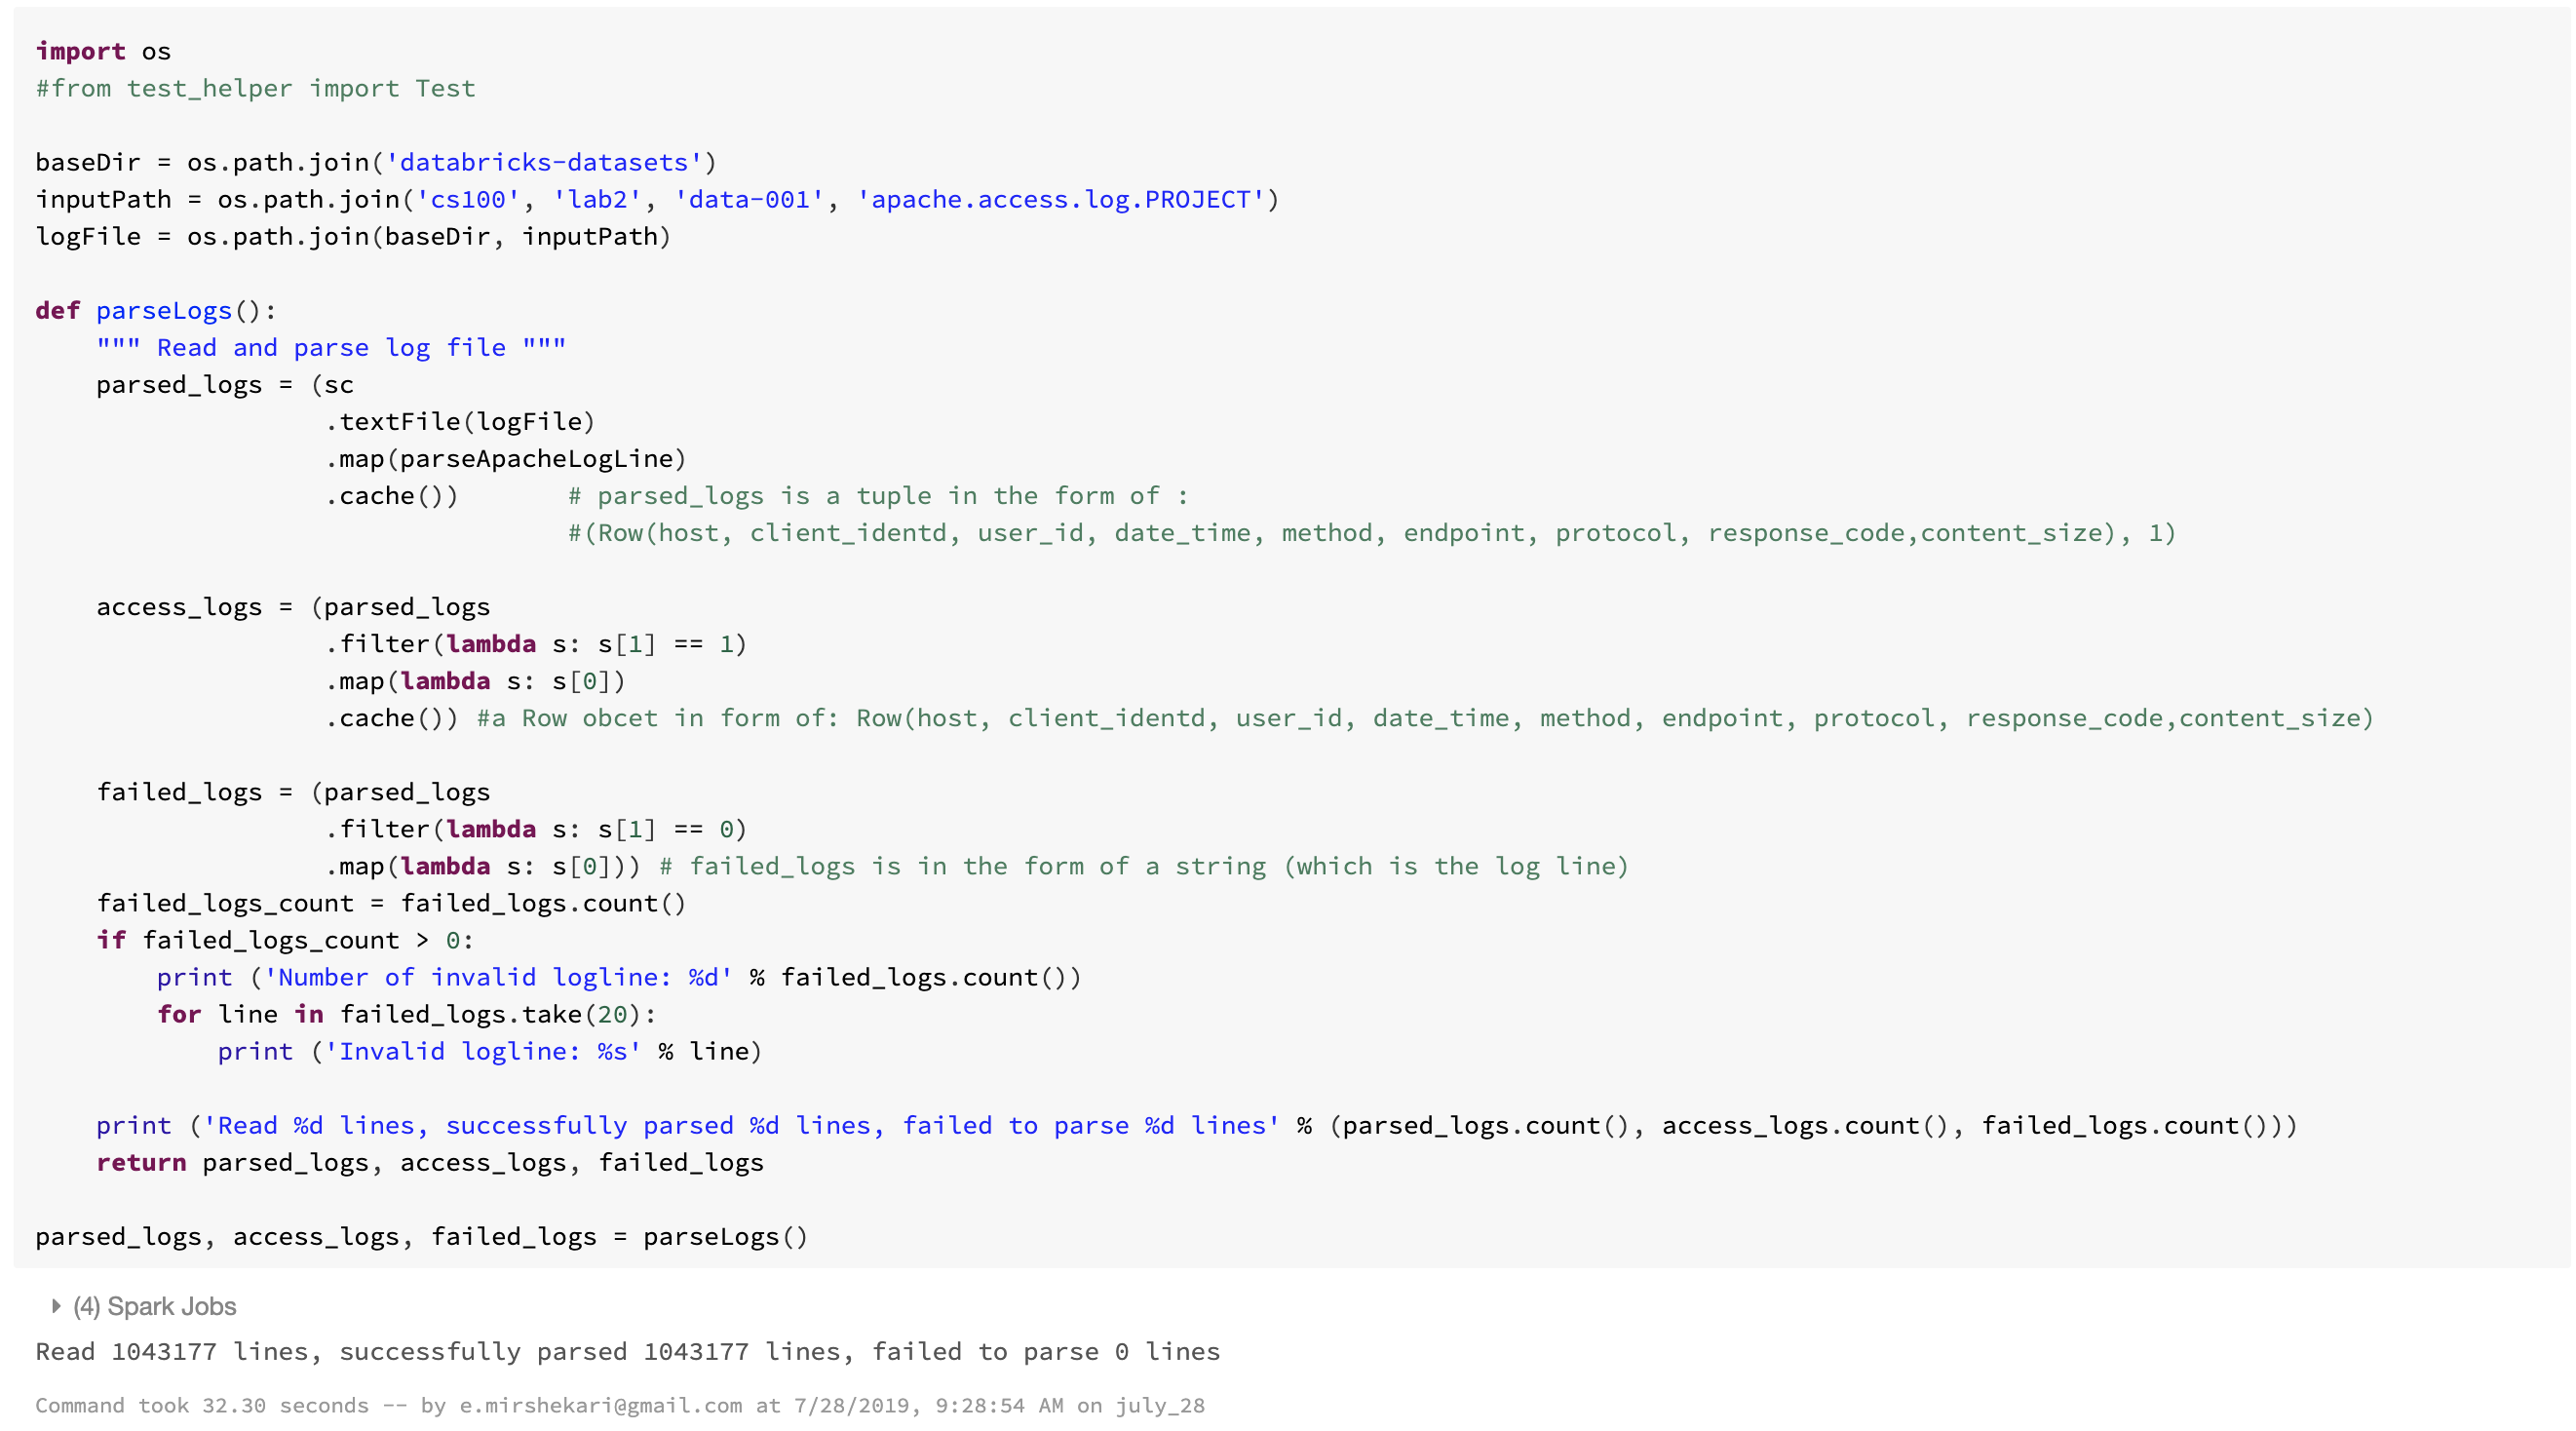 import os
#from test_helper import Test
baseDir = os.path.join('databricks-datasets')
inputPath = os.path.join('cs100', 'lab2', 'data-001', 'apache.access.log.PROJECT')
logFile = os.path.join(baseDir, inputPath)
def parseLogs():
    """ Read and parse log file """
    parsed_logs = (sc
                   .textFile(logFile)
                   .map(parseApacheLogLine)
                   .cache())       # parsed_logs is a tuple in the form of :
                                   #(Row(host, client_identd, user_id, date_time, method, endpoint, protocol, response_code,content_size), 1)
    access_logs = (parsed_logs
                   .filter(lambda s: s[1] == 1)
                   .map(lambda s: s[0])
                   .cache()) #a Row obcet in form of: Row(host, client_identd, user_id, date_time, method, endpoint, protocol, response_code,content_size)
    failed_logs = (parsed_logs
                   .filter(lambda s: s[1] == 0)
                   .map(lambda s: s[0])) # failed_logs is in the form of a string (which is the log line)
    failed_logs_count = failed_logs.count()
    if failed_logs_count > 0:
        print ('Number of invalid logline: %d' % failed_logs.count())
        for line in failed_logs.take(20):
            print ('Invalid logline: %s' % line)
    print ('Read %d lines, successfully parsed %d lines, failed to parse %d lines' % (parsed_logs.count(), access_logs.count(), failed_logs.count()))
    return parsed_logs, access_logs, failed_logs
parsed_logs, access_logs, failed_logs = parseLogs()
(4) Spark Jobs
Read 1043177 lines, successfully parsed 1043177 lines, failed to parse 0 lines
Command took 32.30 seconds -- by e.mirshekari@gmail.com at 7/28/2019, 9:28:54 AM on july_28